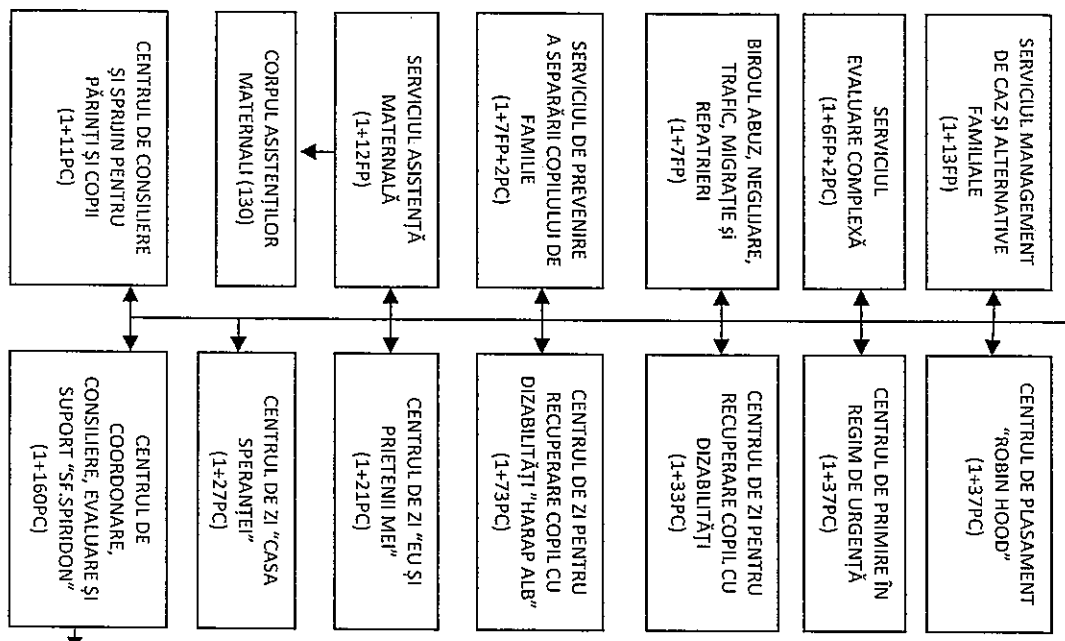 SERVICIUL MANAGEMENT
DE CAZ ȘI ALTERNATIVE
FAMILIALE
(1+13FP)
CENTRUL DE PLASAMENT
"ROBIN HOOD"
(1+37PC)
SERVICIUL
EVALUARE COMPLEXĂ
(1+6FP+2PC)
CENTRUL DE PRIMIRE ÎN
REGIM DE URGENȚĂ
(1+37PC)
BIROUL ABUZ, NEGLIJARE,
TRAFIC, MIGRAȚIE și
REPATRIERI
(1+7FP)
CENTRUL DE ZI PENTRU
RECUPERARE COPIL CU
DIZABILITĂȚI
(1+33PC)
SERVICIUL DE PREVENIRE
A SEPARĂRII COPILULUI DE
FAMILIE
(1+7FP+2PC)
CENTRUL DE ZI PENTRU
RECUPERARE COPIL CU
DIZABILITĂȚI "HARAP ALB"
(1+73PC)
SERVICIUL ASISTENȚĂ
MATERNALĂ
(1+12FP)
CENTRUL DE ZI "EU ȘI
PRIETENII MEI"
(1+21PC)
CORPUL ASISTENȚILOR
MATERNALI (130)
CENTRUL DE ZI "CASA
SPERANȚEI"
(1+27PC)
CENTRUL DE CONSILIERE
ȘI SPRIJIN PENTRU
PĂRINȚI ȘI COPII
(1+11PC)
CENTRUL DE
COORDONARE,
CONSILIERE, EVALUARE ȘI
SUPORT "SF.SPIRIDON"
(1+160PC)